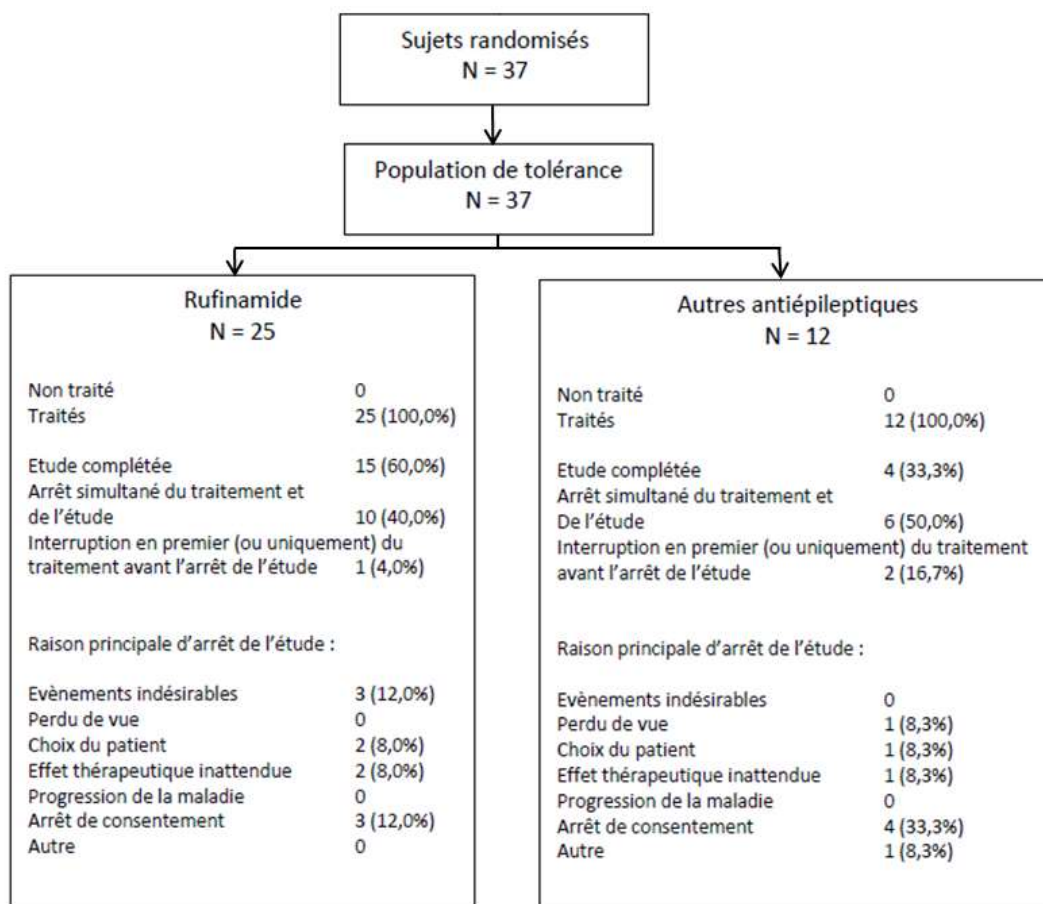 Sujets randomisés
N = 37
Population de tolérance
N = 37
Rufinamide
N = 25
Non traité 0
Traités 25 (100,0%)
Etude complétée 15 (60,0%)
Arrêt simultané du traitement et
de l'étude 10 (40,0%)
Interruption en premier (ou uniquement) du
traitement avant l'arrêt de l'étude 1 (4,0%)
Raison principale d'arrêt de l'étude :
Evènements indésirables 3 (12,0%)
Perdu de vue 0
Choix du patient 2 (8,0%)
Effet thérapeutique inattendue 2 (8,0%)
Progression de la maladie 0
Arrêt de consentement 3 (12,0%)
Autre 0
Autres antiépileptiques
N = 12
Non traité 0
Traités 12 (100,0%)
Etude complétée 4 (33,3%)
Arrêt simultané du traitement et
De l'étude 6 (50,0%)
Interruption en premier (ou uniquement) du traitement
avant l'arrêt de l'étude 2 (16,7%)
Raison principale d'arrêt de l'étude :
Evènements indésirables 0
Perdu de vue 1 (8,3%)
Choix du patient 1 (8,3%)
Effet thérapeutique inattendue 1 (8,3%)
Progression de la maladie 0
Arrêt de consentement 4 (33,3%)
Autre 1 (8,3%)